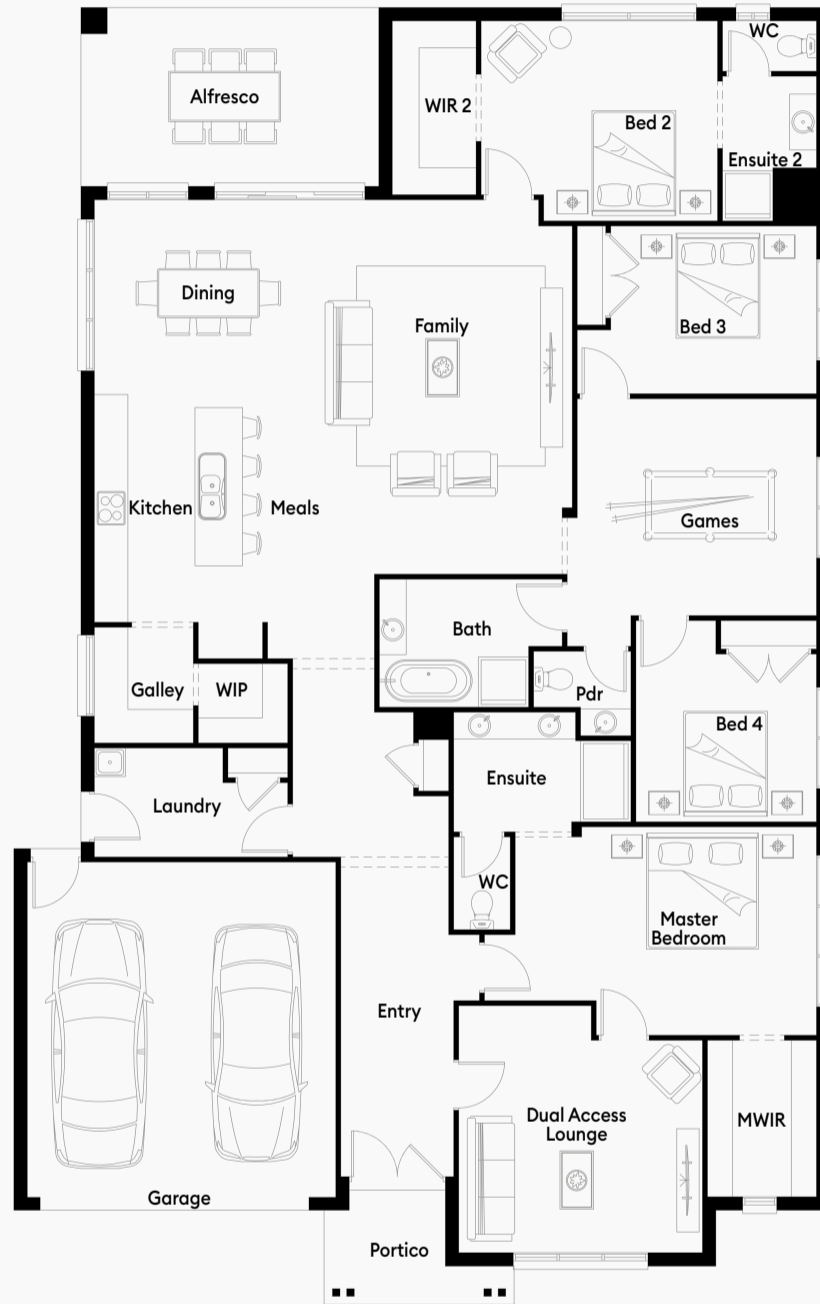 WC
Alfresco
WIR 2
Bed 2
Ensuite 2
Dining
Family
Bed 3
Kitchen
Meals
Games
Bath
Galley
WIP
Pdr
Bed 4
Ensuite
Laundry
WC
Master
Bedroom
Entry
Dual Access
Lounge
MWIR
Garage
Portico